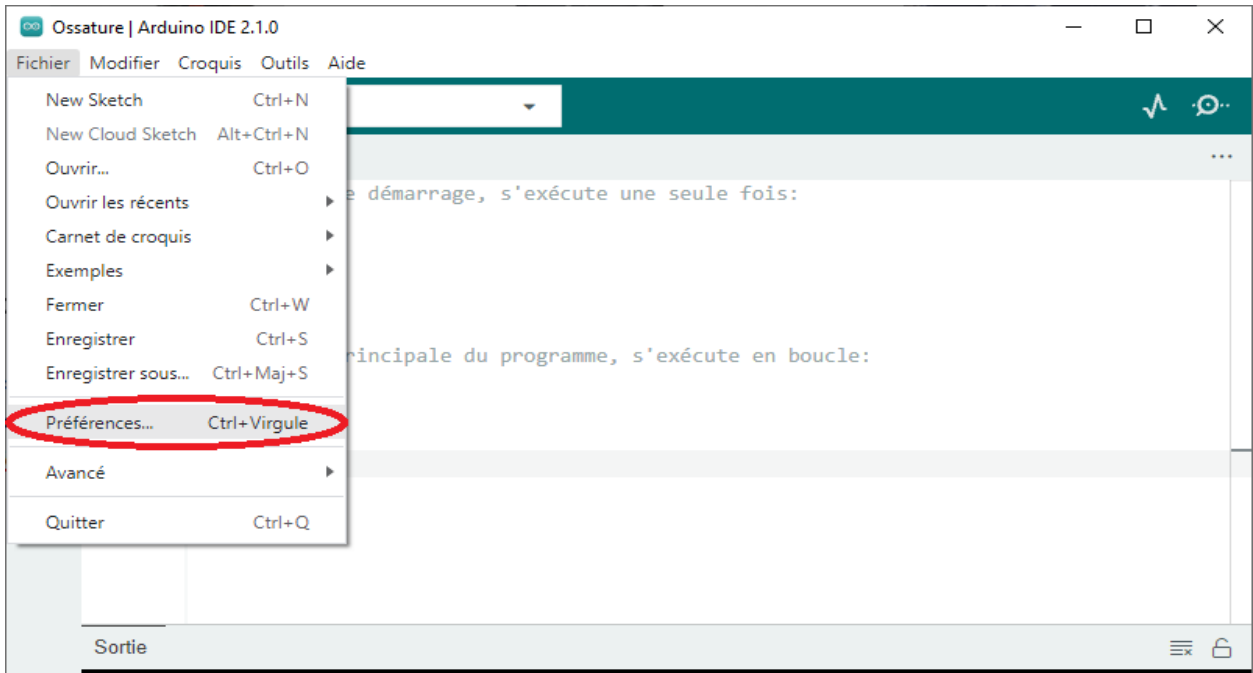 Ossature | Arduino IDE 2.1.0
Fichier Modifier Croquis Outils Aide
New Sketch Ctrl+N
New Cloud Sketch Alt+Ctrl+N
Ouvrir... Ctrl+O
démarrage, s'exécute une seule fois:
Ouvrir les récents
Carnet de croquis
Exemples
Fermer Ctrl+W
Enregistrer Ctrl+S
rincipale du programme, s'exécute en boucle:
Enregistrer sous... Ctrl+Maj+S
Préférences... Ctrl+Virgule
Avancé
Quitter Ctrl+Q
Sortie